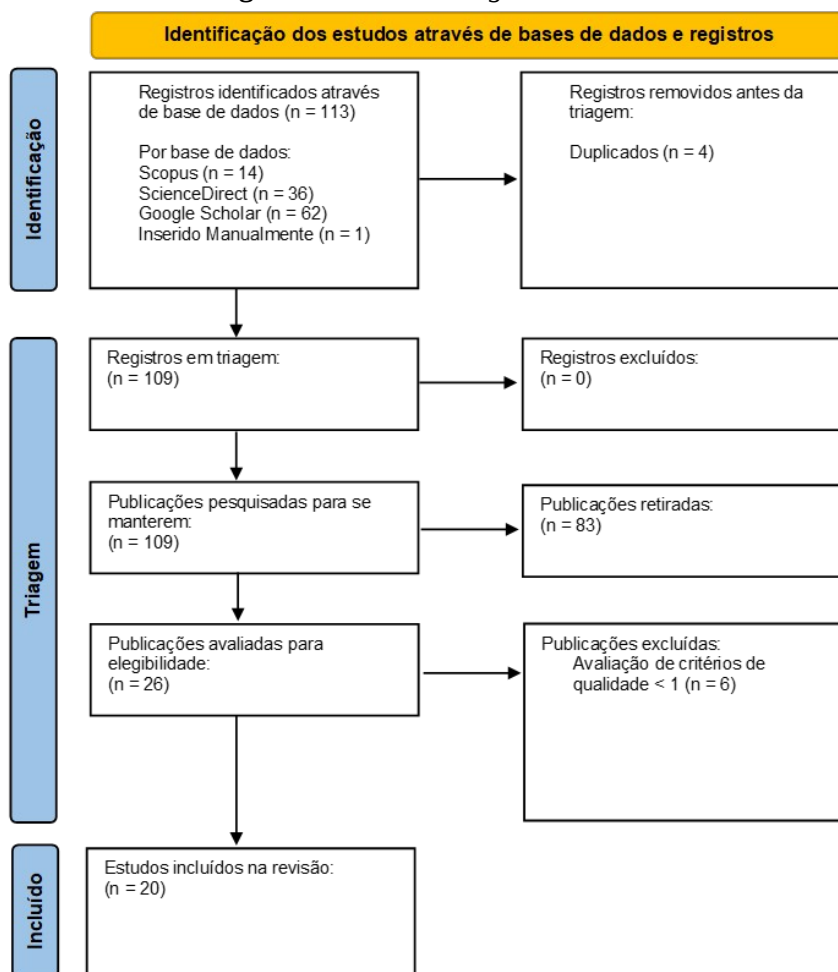 Identificação dos estudos através de bases de dados e registros
Identificação
Registros identificados através
de base de dados (n = 113)
Por base de dados:
Scopus (n = 14)
ScienceDirect (n = 36)
Google Scholar (n = 62)
Inserido Manualmente (n = 1)
Registros removidos antes da
triagem:
Duplicados (n = 4)
Triagem
Registros em triagem:
(n = 109)
Registros excluídos:
(n = 0)
Publicações pesquisadas para se
manterem:
(n = 109)
Publicações retiradas:
(n = 83)
Publicações avaliadas para
elegibilidade:
(n = 26)
Publicações excluídas:
Avaliação de critérios de
qualidade < 1 (n = 6)
Incluído
Estudos incluídos na revisão:
(n = 20)